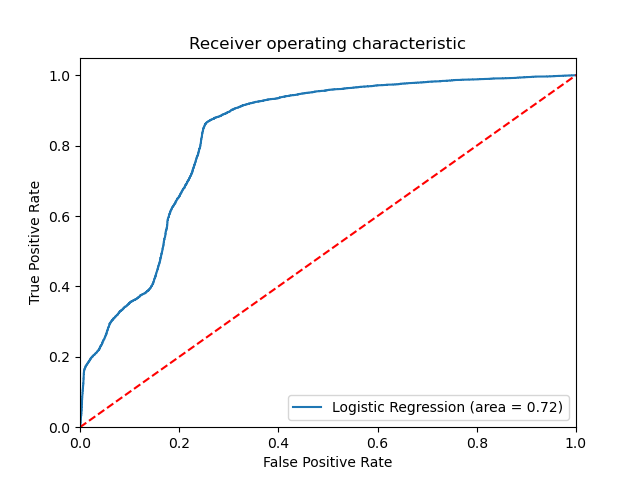 Receiver operating characteristic
True Positive Rate
1.0
0.8
0.6
0.4
0.2
0.0
Logistic Regression (area = 0.72)
0.0 0.2 0.4 0.6 0.8 1.0
False Positive Rate